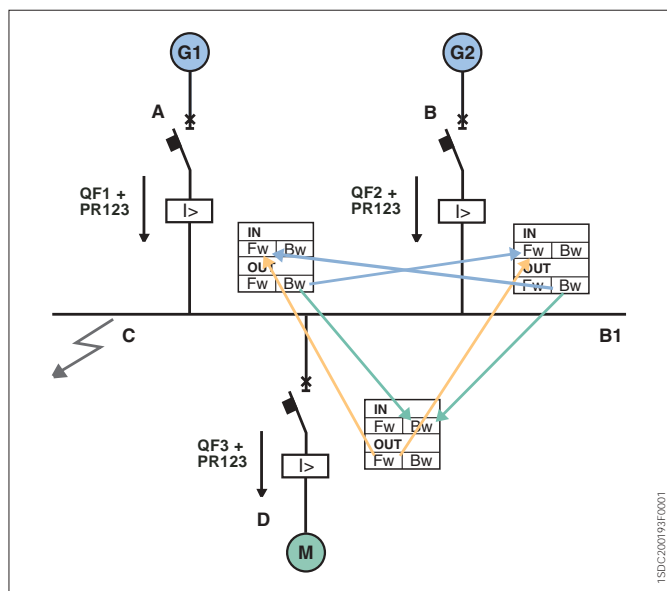 G1
G2
A
B
QF1 +
PR123
I>
QF2 +
PR123
I>
IN
Fw Bw
OUT
Fw Bw
IN
Fw Bw
OUT
Fw Bw
C
B1
QF3 +
PR123
I>
IN
Fw Bw
OUT
Fw Bw
D
M
1SDC200193F0001